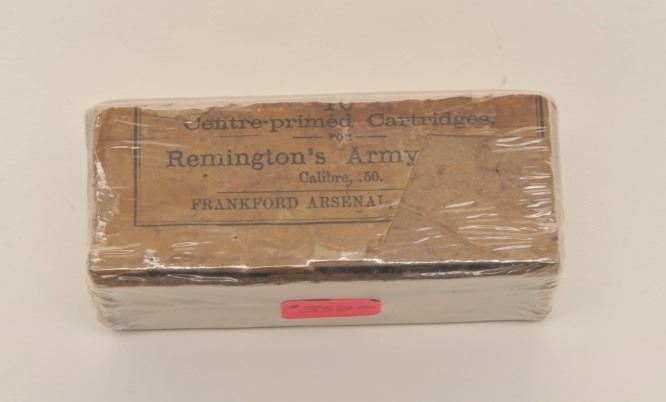 10
Centre-primed Cartridges,
FOR
Remington's Army
Calibre, .50.
FRANKFORD ARSENAL,